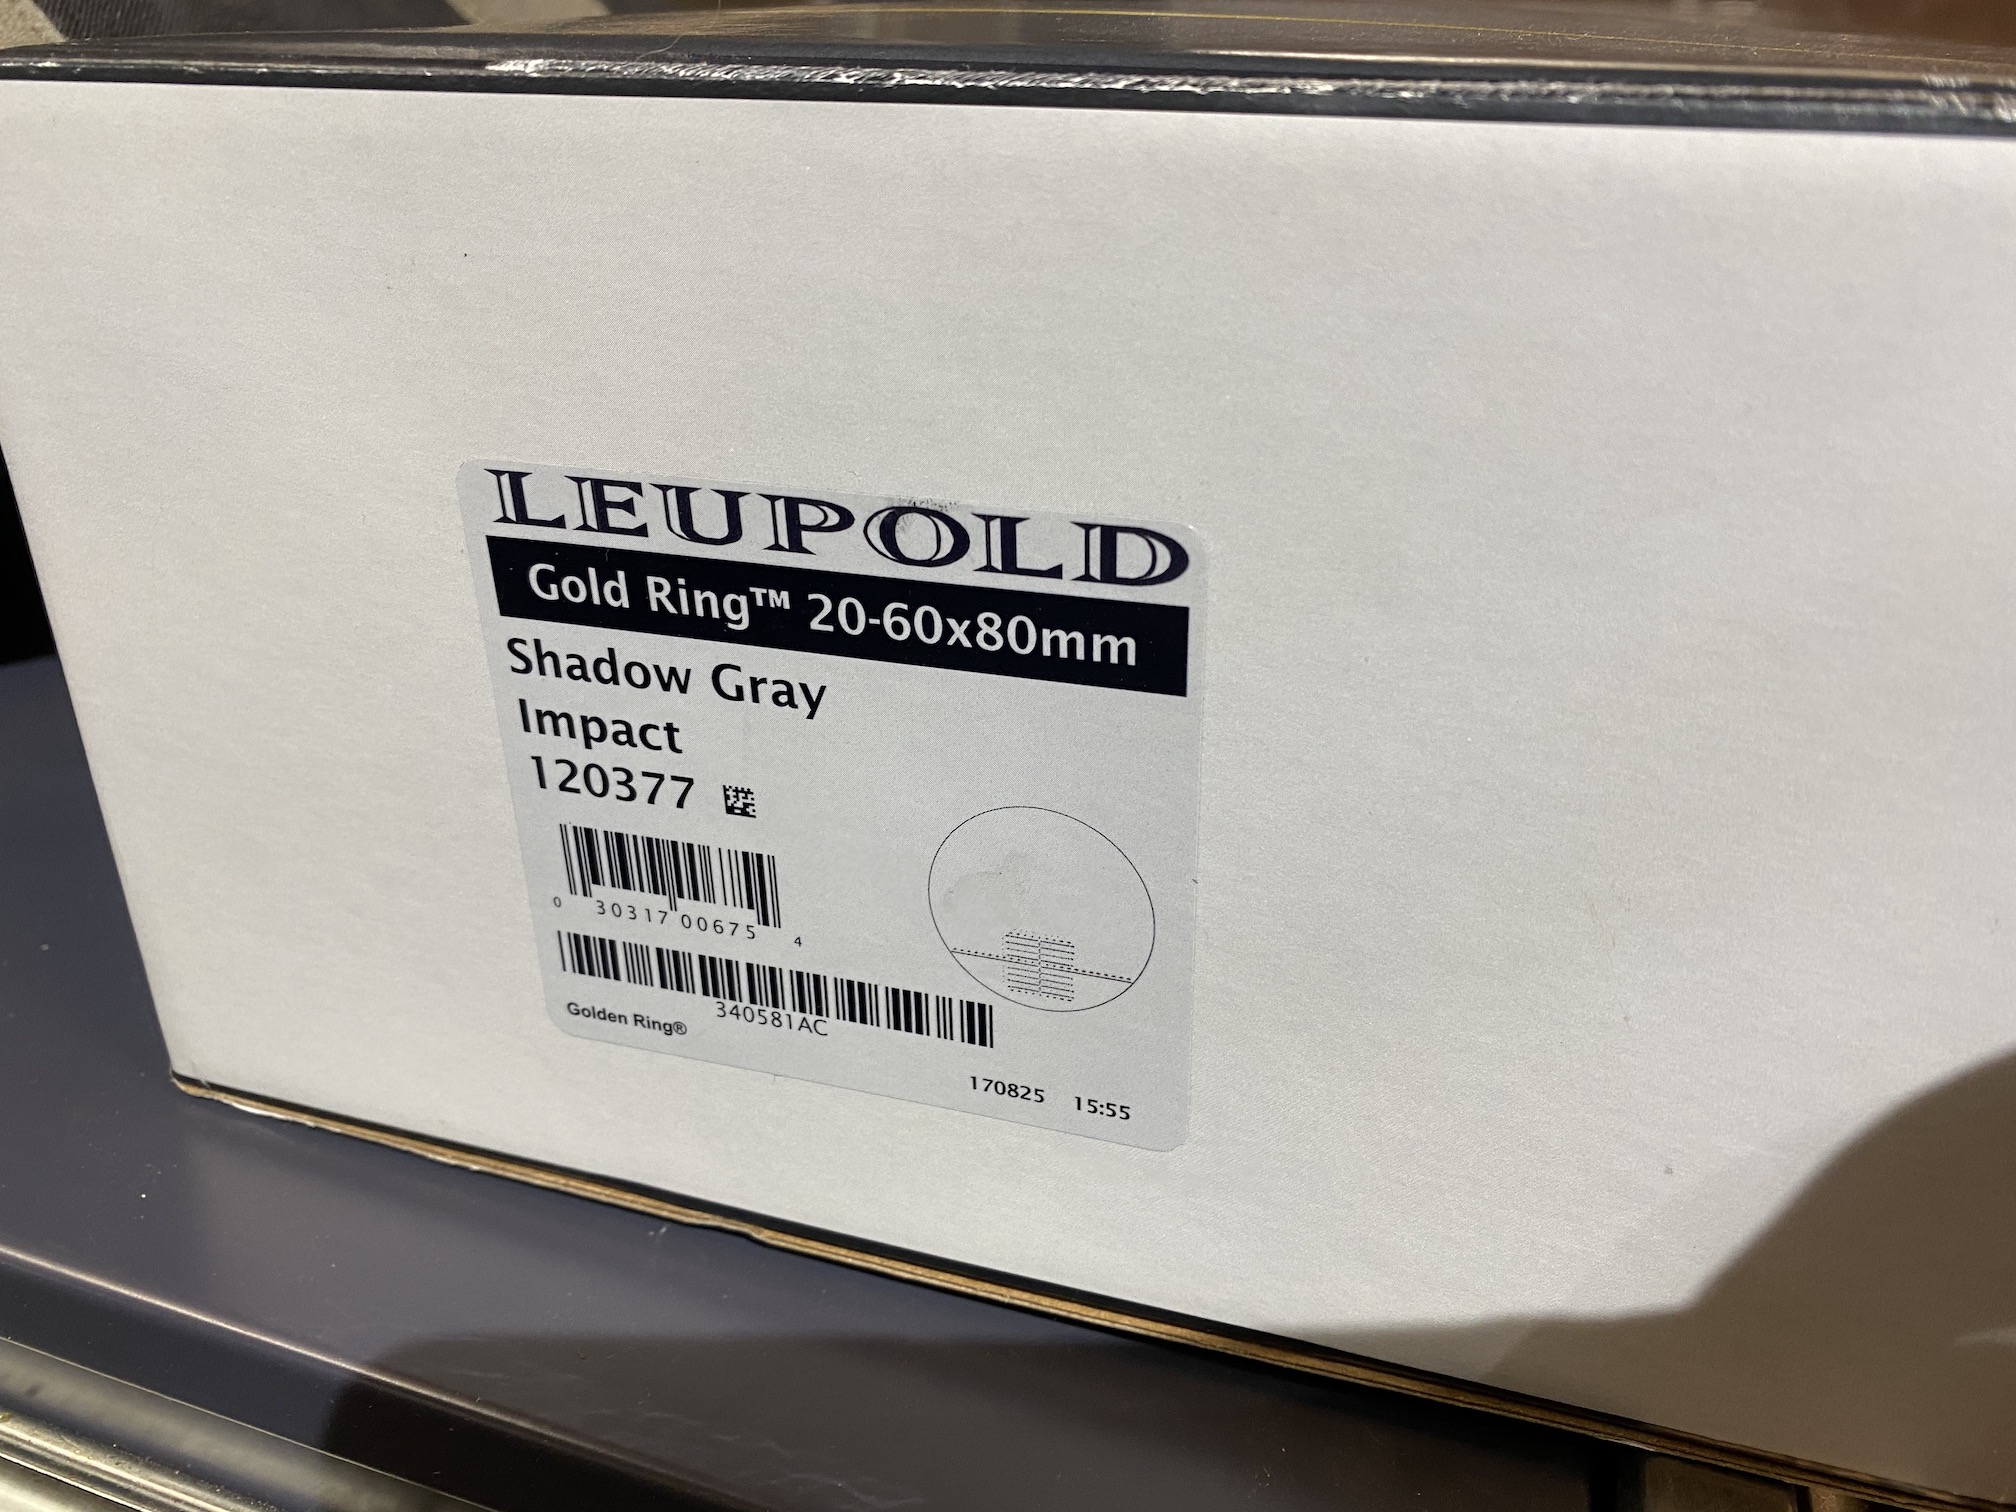 LEUPOLD
Gold Ring™ 20-60x80mm
Shadow Gray
Impact
120377
0 30317 00675 4
340581AC
Golden Ring®
170825 15:55